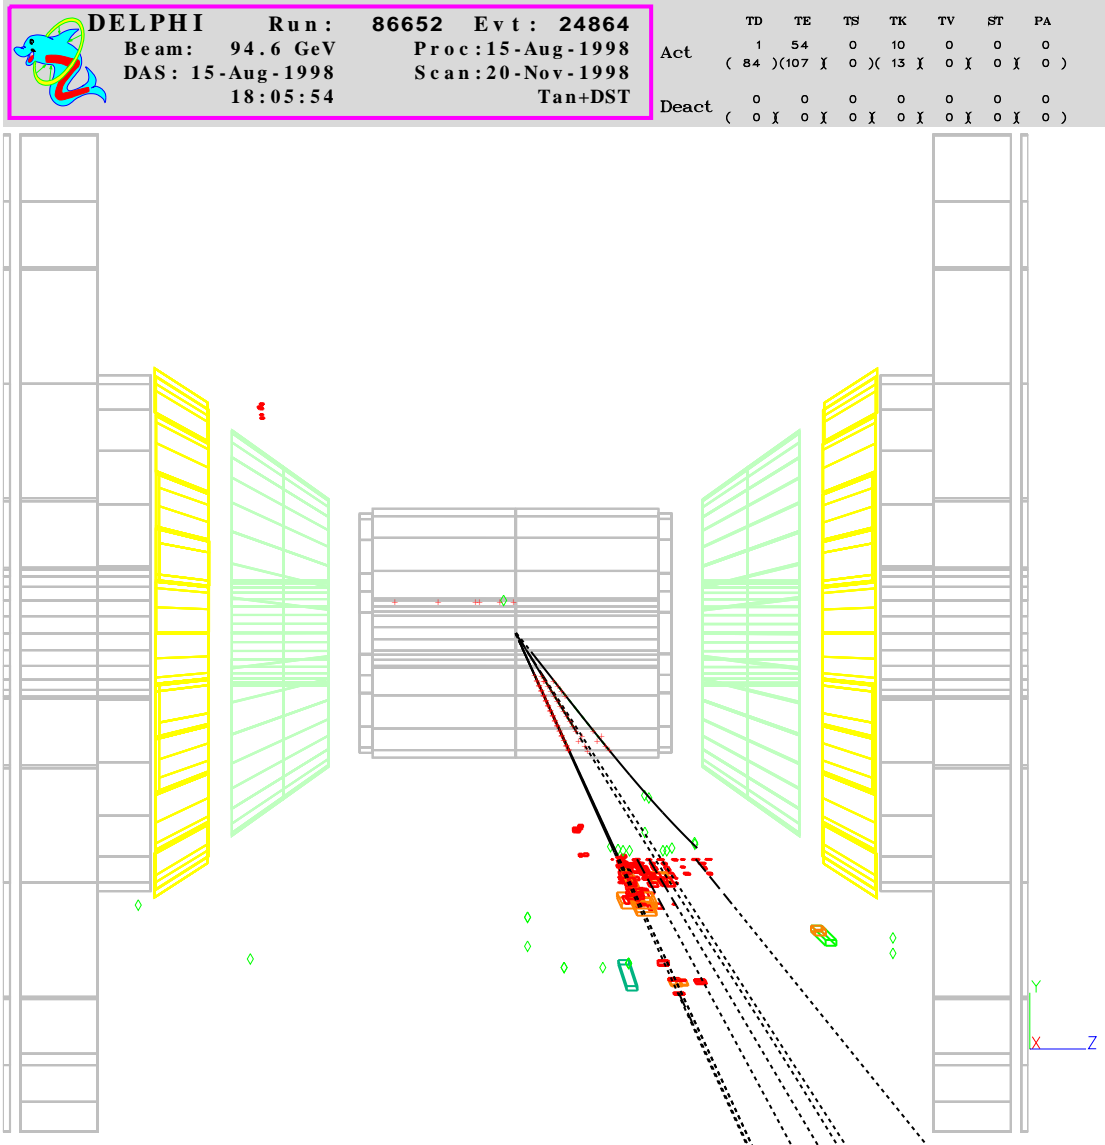 DELPHI Run: 86652 Evt: 24864
Beam: 94.6 GeV Proc:15-Aug-1998
DAS: 15-Aug-1998 Scan:20-Nov-1998
18:05:54 Tan+DST
TD TE TS TK TV ST PA
Act 1 54 0 10 0 0 0
( 84 )(107 )( 0 )( 13 )( 0 )( 0 )( 0 )
Deact 0 0 0 0 0 0 0
( 0 )( 0 )( 0 )( 0 )( 0 )( 0 )( 0 )
Y
X Z